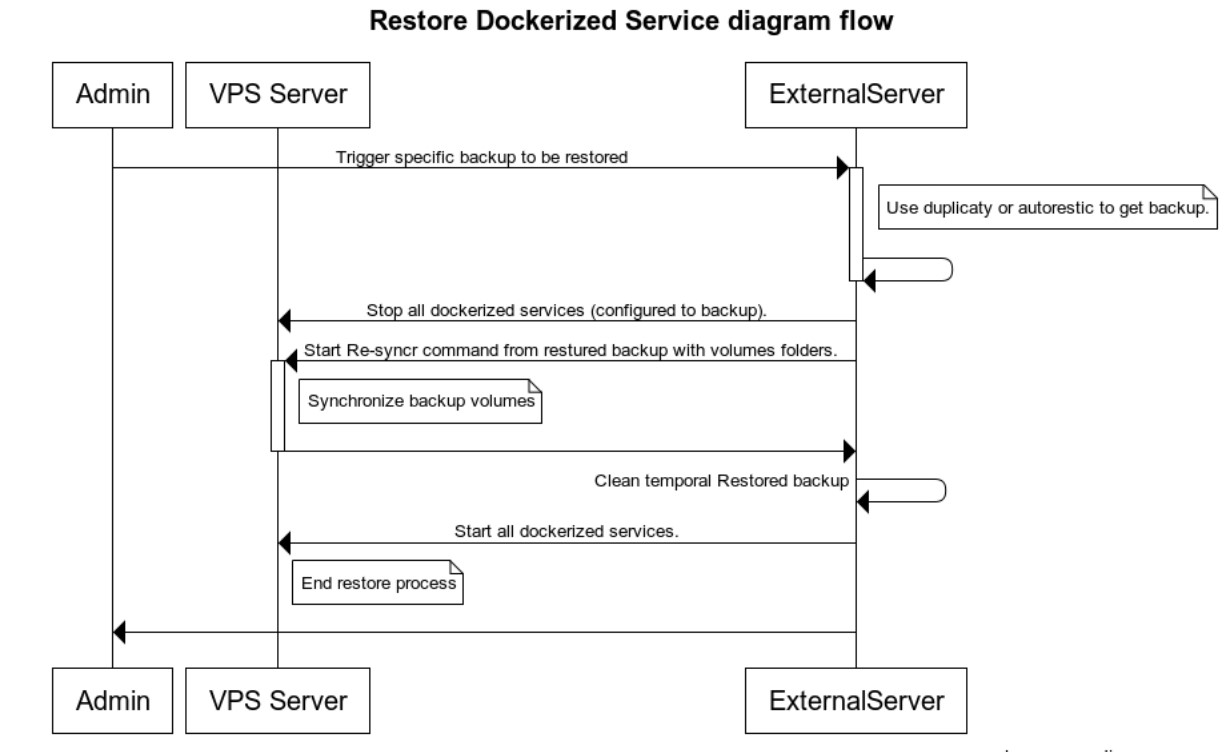 Restore Dockerized Service diagram flow
Admin
VPS Server
ExternalServer
Trigger specific backup to be restored
Use duplicaty or autorestic to get backup.
Stop all dockerized services (configured to backup).
Start Re-syncr command from restured backup with volumes folders.
Synchronize backup volumes
Clean temporal Restored backup
Start all dockerized services.
End restore process
Admin
VPS Server
ExternalServer